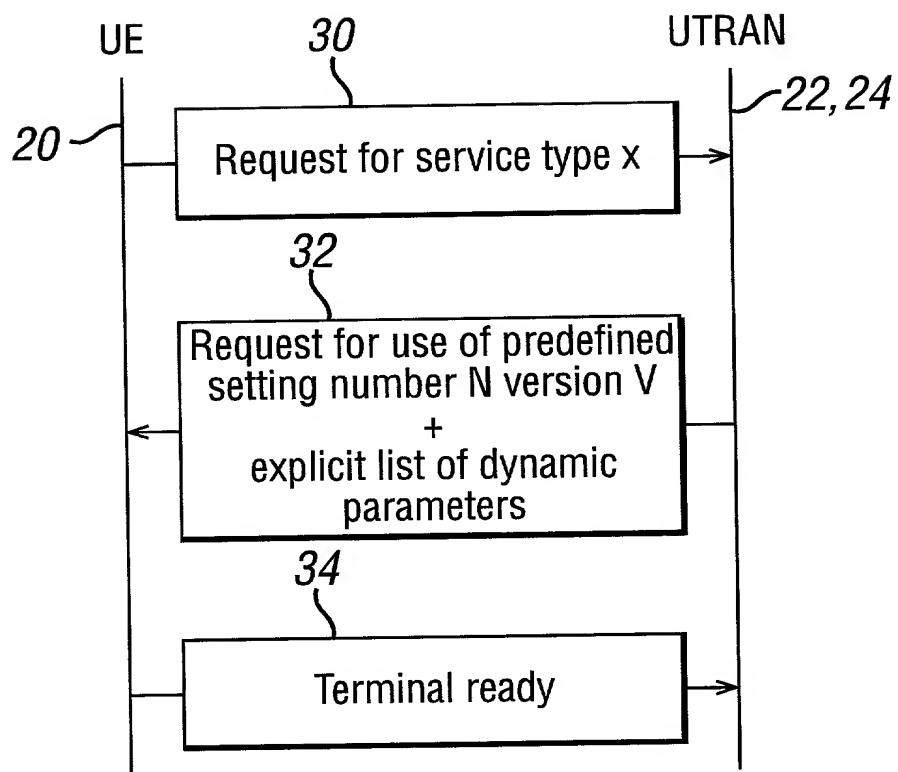 UE
UTRAN
30
20
22, 24
Request for service type x
32
Request for use of predefined
setting number N version V
+
explicit list of dynamic
parameters
34
Terminal ready